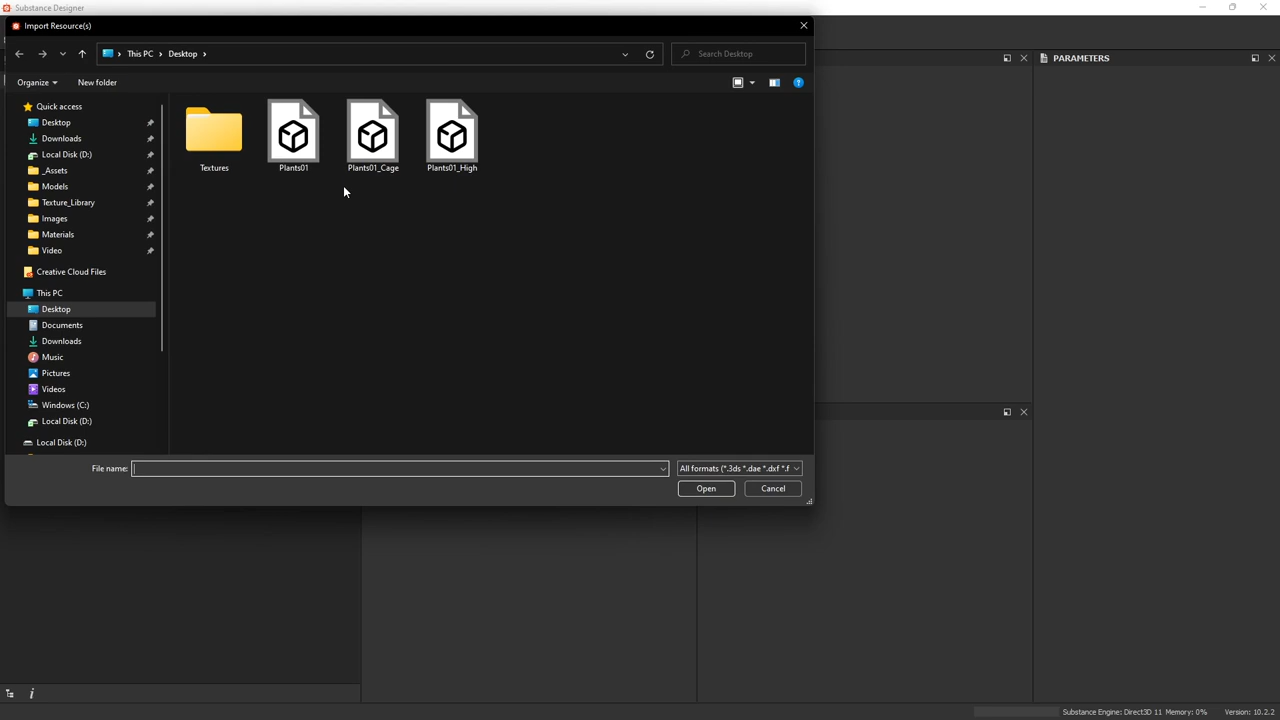 Substance Designer
Import Resource(s)
This PC
Desktop
Search Desktop
Organize
New folder
PARAMETERS
Quick access
Desktop
Downloads
Local Disk (D:)
_Assets
Models
Texture_Library
Images
Materials
Video
Creative Cloud Files
This PC
Desktop
Documents
Downloads
Music
Pictures
Videos
Windows (C:)
Local Disk (D:)
Local Disk (D:)
Textures
Plants01
Plants01_Cage
Plants01_High
File name:
All formats (*.3ds *.dae *.dxf *.f
Open
Cancel
Substance Engine: Direct3D 11 Memory: 0%
Version: 10.2.2